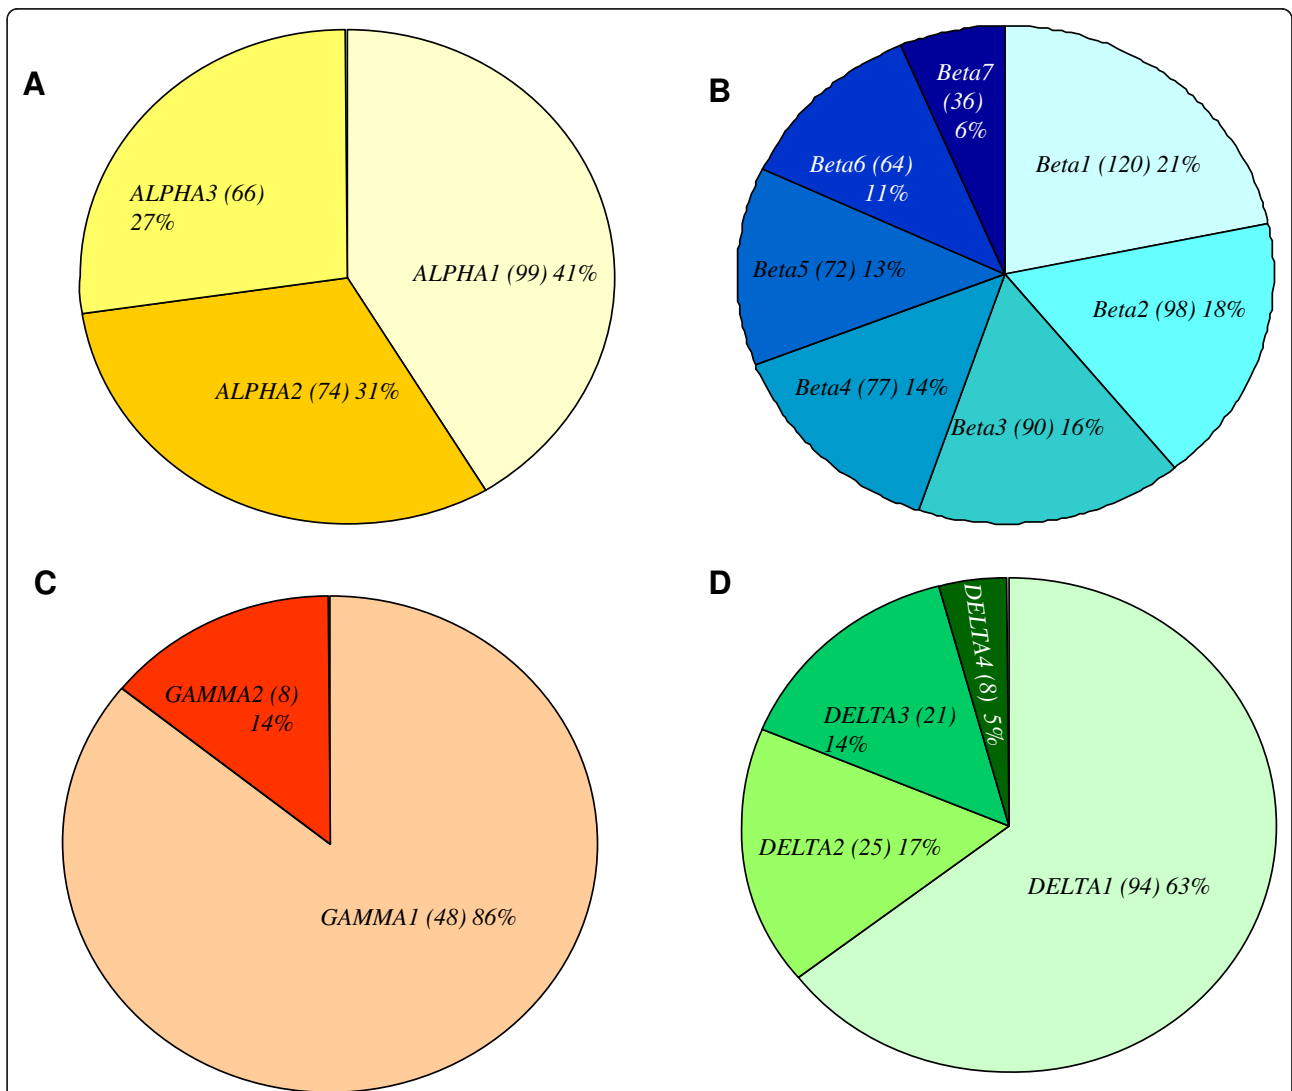 A
ALPHA3 (66)
27%
ALPHA1 (99) 41%
ALPHA2 (74) 31%
B
Beta7
(36)
6%
Beta1 (120) 21%
Beta6 (64)
11%
Beta5 (72) 13%
Beta2 (98) 18%
Beta4 (77) 14%
Beta3 (90) 16%
C
GAMMA2 (8)
14%
GAMMA1 (48) 86%
D
DELTA4 (8) 5%
DELTA3 (21)
14%
DELTA2 (25) 17%
DELTA1 (94) 63%